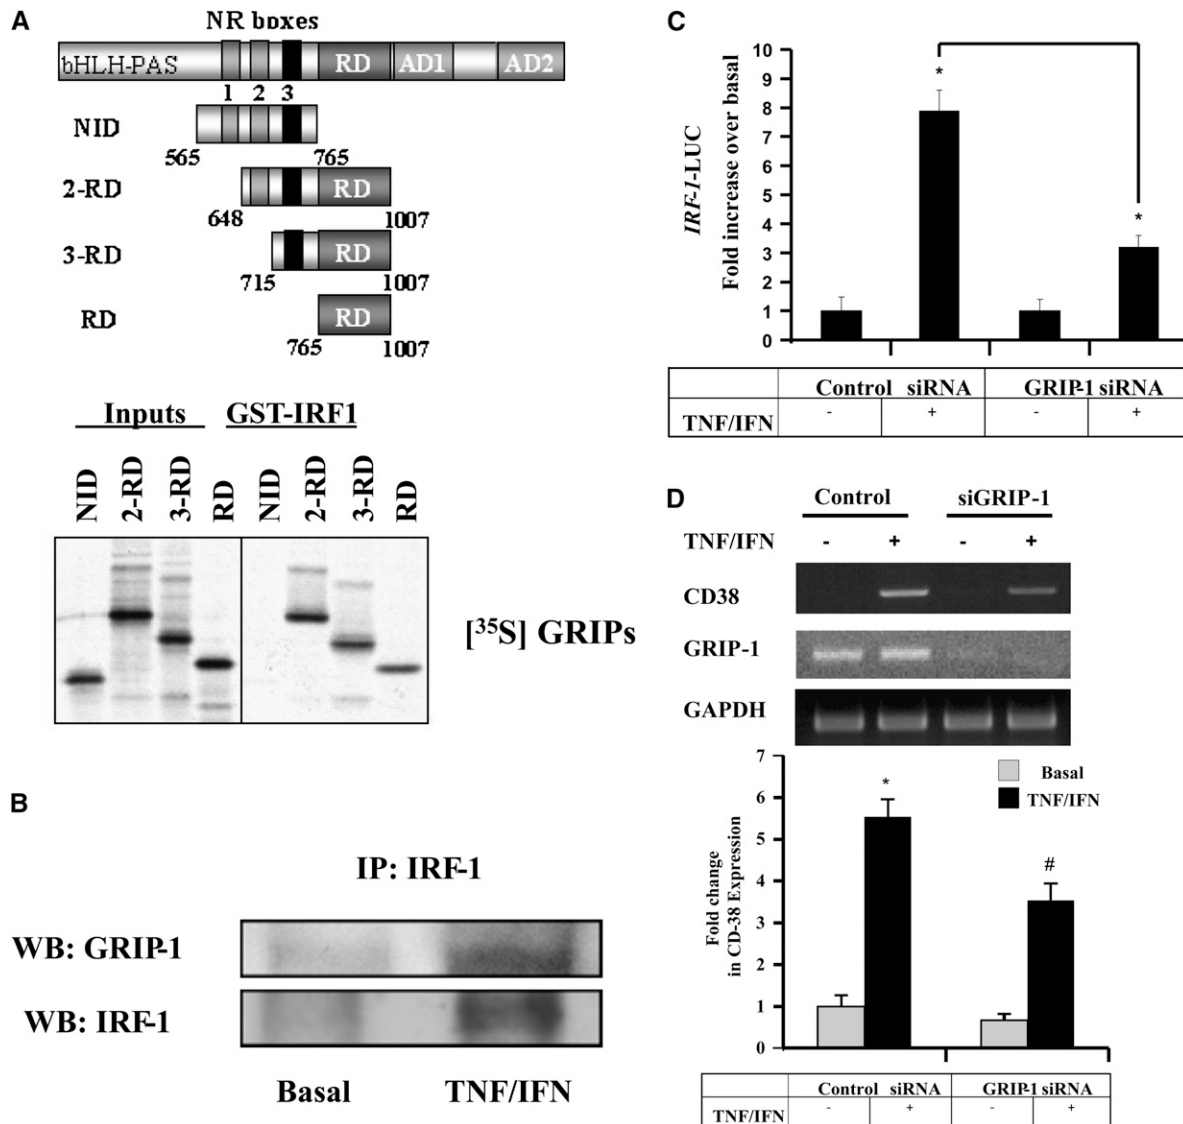 A
NR boxes
bHLH-PAS RD AD1 AD2
1 2 3
NID
565 765
2-RD RD
648 1007
3-RD RD
715 1007
RD RD
765 1007
Inputs GST-IRF1
NID 2-RD 3-RD RD NID 2-RD 3-RD RD
[³⁵S] GRIPs
B
IP: IRF-1
WB: GRIP-1
WB: IRF-1
Basal TNF/IFN
C
IRF-1-LUC
Fold increase over basal
10
9
8
7
6
5
4
3
2
1
0
* *
Control siRNA GRIP-1 siRNA
TNF/IFN - + - +
D
Control siGRIP-1
TNF/IFN - + - +
CD38
GRIP-1
GAPDH
Fold change
in CD-38 Expression
7
6
5
4
3
2
1
0
Basal
TNF/IFN
* #
Control siRNA GRIP-1 siRNA
TNF/IFN - + - +